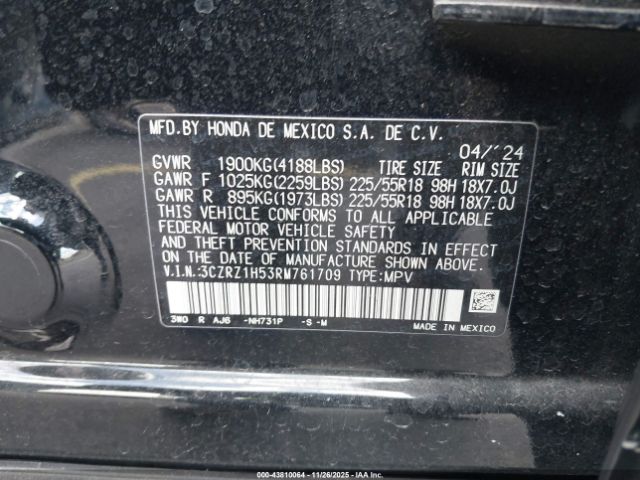 MFD.BY HONDA DE MEXICO S.A. DE C.V.
04/'24
GVWR 1900KG(4188LBS) TIRE SIZE RIM SIZE
GAWR F 1025KG(2259LBS) 225/55R18 98H 18X7.0J
GAWR R 895KG(1973LBS) 225/55R18 98H 18X7.0J
THIS VEHICLE CONFORMS TO ALL APPLICABLE
FEDERAL MOTOR VEHICLE SAFETY
AND THEFT PREVENTION STANDARDS IN EFFECT
ON THE DATE OF MANUFACTURE SHOWN ABOVE.
V.I.N.:3CZRZ1H53RM761709 TYPE:MPV
3W0 R AJ6 -NH731P -S -M
MADE IN MEXICO
000-43810064 | 11/26/2025 | © IAA Inc.